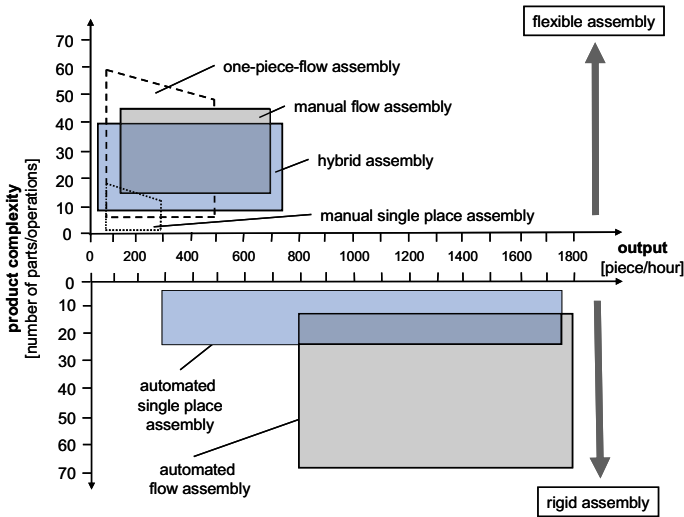 flexible assembly
70
60
50
40
30
20
10
0
one-piece-flow assembly
manual flow assembly
hybrid assembly
manual single place assembly
0 200 400 600 800 1000 1200 1400 1600 1800
output
[piece/hour]
product complexity
[number of parts/operations]
0
10
20
30
40
50
60
70
automated
single place
assembly
automated
flow assembly
rigid assembly